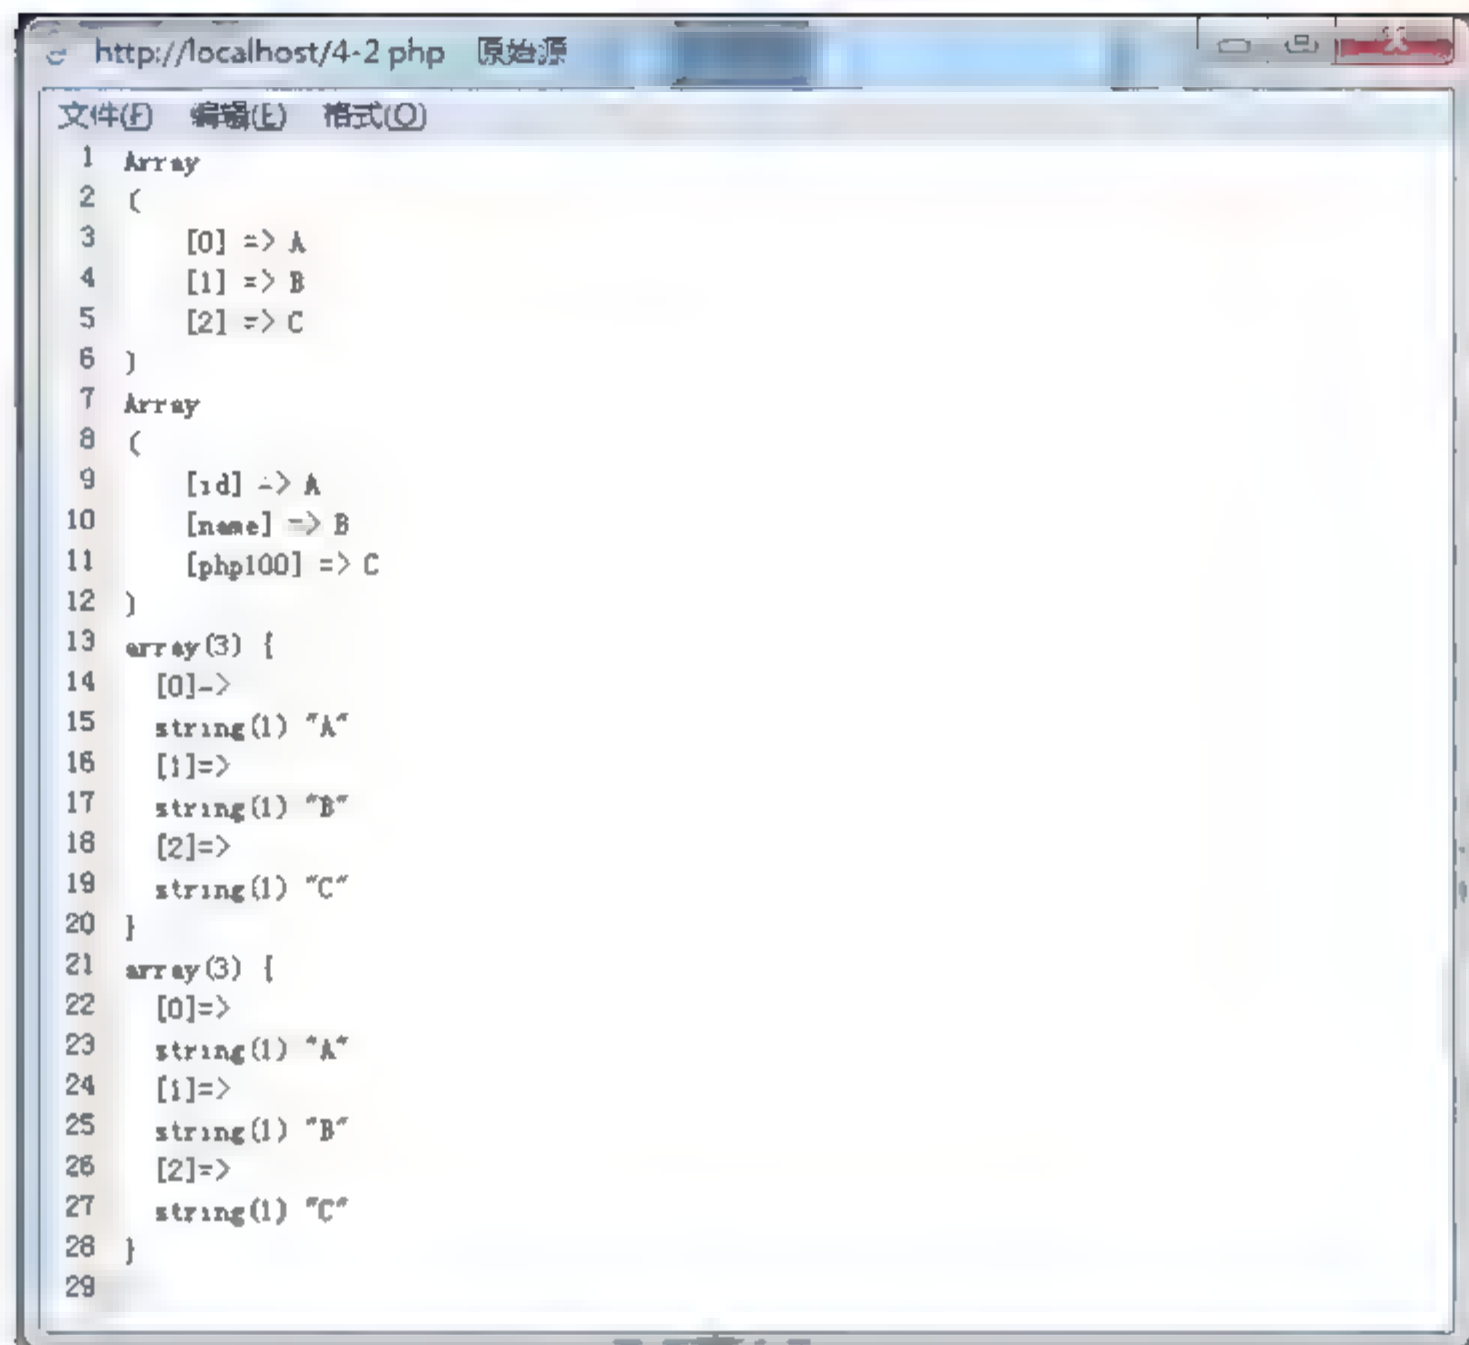 http://localhost/4-2 php 原始源
文件(F) 编辑(E) 格式(O)
1 Array
2 (
3 [0] => A
4 [1] => B
5 [2] => C
6 )
7 Array
8 (
9 [id] => A
10 [name] => B
11 [php100] => C
12 )
13 array(3) {
14 [0]=>
15 string(1) "A"
16 [1]=>
17 string(1) "B"
18 [2]=>
19 string(1) "C"
20 }
21 array(3) {
22 [0]=>
23 string(1) "A"
24 [1]=>
25 string(1) "B"
26 [2]=>
27 string(1) "C"
28 }
29